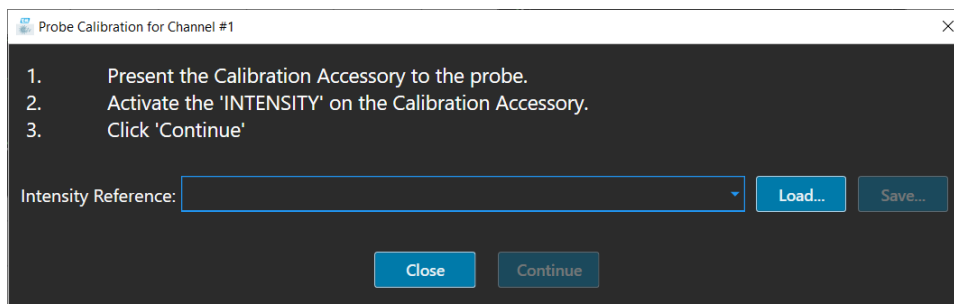 Probe Calibration for Channel #1
1. Present the Calibration Accessory to the probe.
2. Activate the 'INTENSITY' on the Calibration Accessory.
3. Click 'Continue'
Intensity Reference: Load... Save...
Close Continue